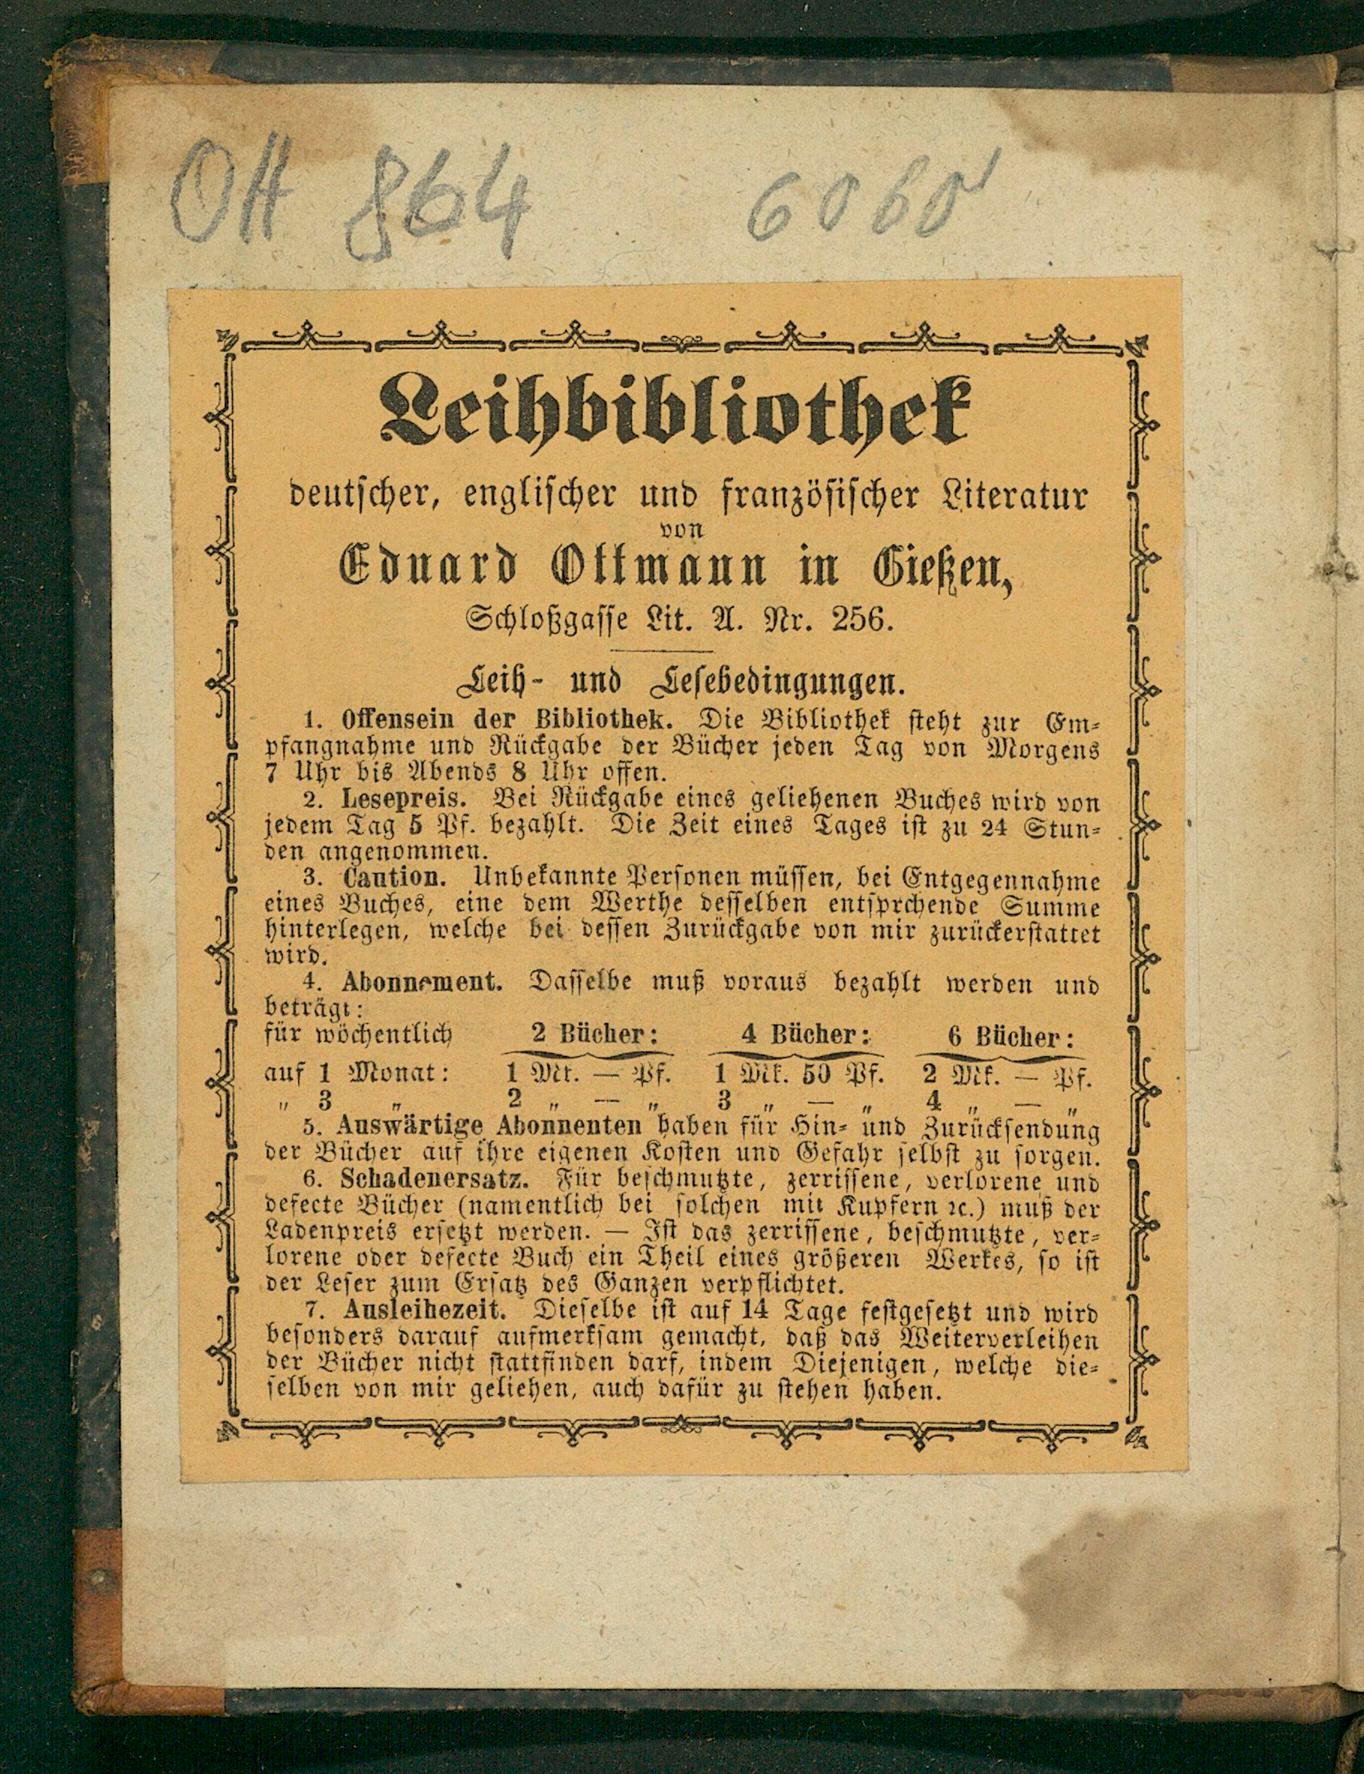 OH 864 6060
Leihbibliothek
deutscher, englischer und französischer Literatur
von
Eduard Ottmann in Gießen,
Schloßgasse Lit. A. Nr. 256.
Leih- und Lesebedingungen.
1. Offensein der Bibliothek. Die Bibliothek steht zur Em-
pfangnahme und Rückgabe der Bücher jeden Tag von Morgens
7 Uhr bis Abends 8 Uhr offen.
2. Lesepreis. Bei Rückgabe eines geliehenen Buches wird von
jedem Tag 5 Pf. bezahlt. Die Zeit eines Tages ist zu 24 Stun-
den angenommen.
3. Caution. Unbekannte Personen müssen, bei Entgegennahme
eines Buches, eine dem Werthe desselben entsprchende Summe
hinterlegen, welche bei dessen Zurückgabe von mir zurückerstattet
wird.
4. Abonnement. Dasselbe muß voraus bezahlt werden und
beträgt:
für wöchentlich 2 Bücher: 4 Bücher: 6 Bücher:
auf 1 Monat: 1 Mk. — Pf. 1 Mk. 50 Pf. 2 Mk. — Pf.
„ 3 „ 2 „ — „ 3 „ — „ 4 „ — „
5. Auswärtige Abonnenten haben für Hin- und Zurücksendung
der Bücher auf ihre eigenen Kosten und Gefahr selbst zu sorgen.
6. Schadenersatz. Für beschmutzte, zerrissene, verlorene und
defecte Bücher (namentlich bei solchen mit Kupfern ꝛc.) muß der
Ladenpreis ersetzt werden. — Ist das zerrissene, beschmutzte, ver-
lorene oder defecte Buch ein Theil eines größeren Werkes, so ist
der Leser zum Ersatz des Ganzen verpflichtet.
7. Ausleihezeit. Dieselbe ist auf 14 Tage festgesetzt und wird
besonders darauf aufmerksam gemacht, daß das Weiterverleihen
der Bücher nicht stattfinden darf, indem Diejenigen, welche die-
selben von mir geliehen, auch dafür zu stehen haben.